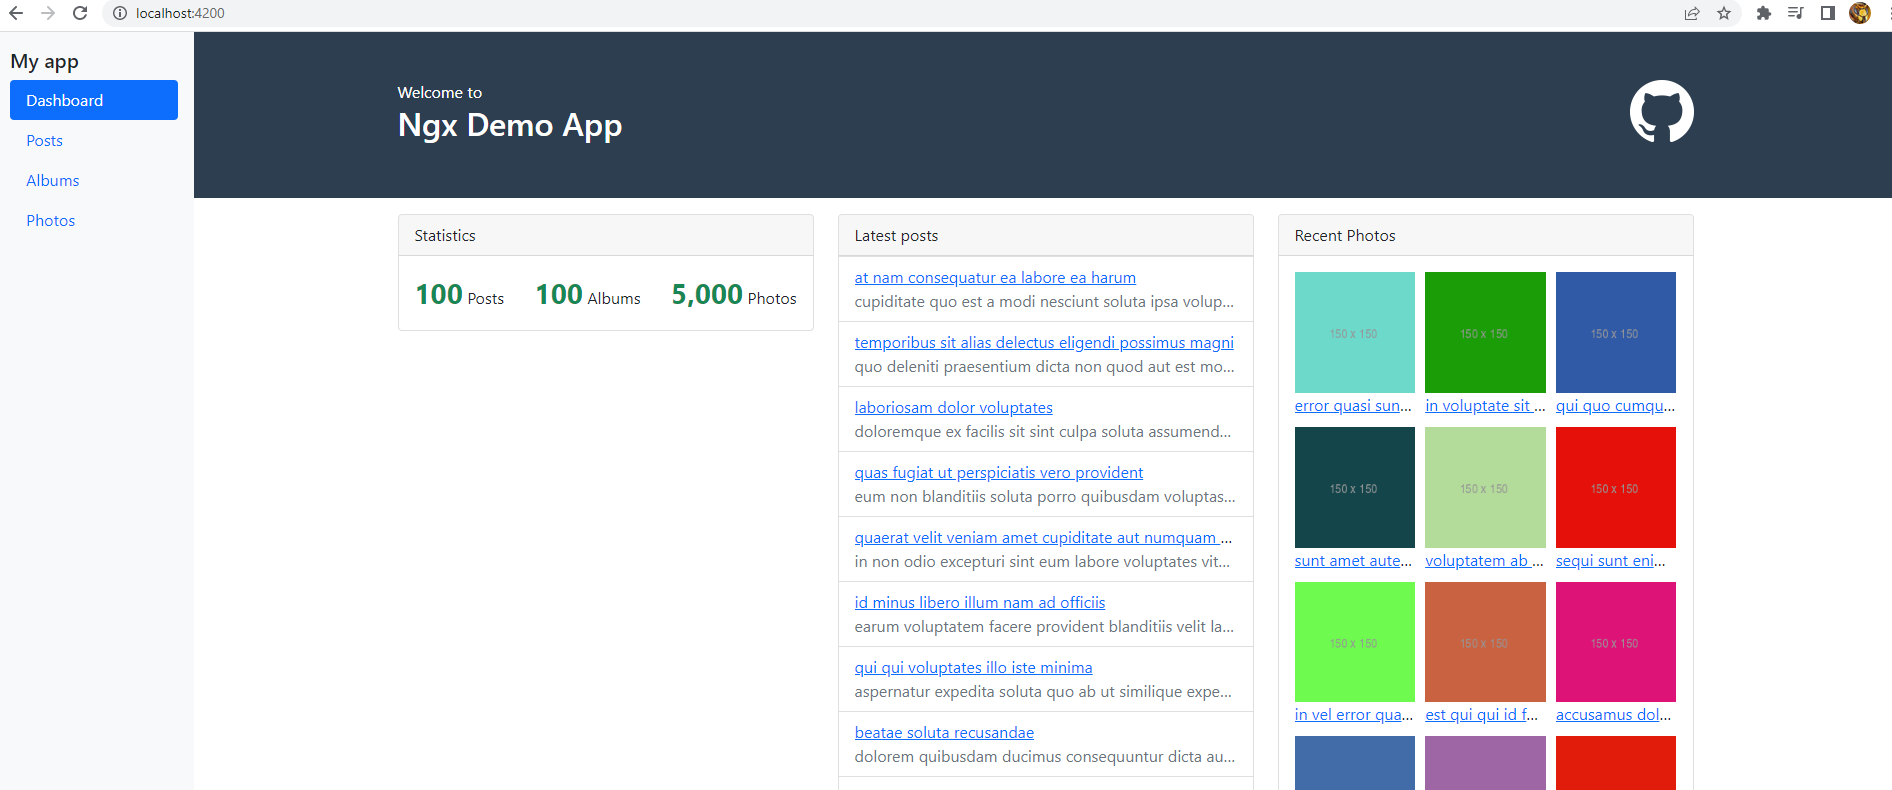 localhost:4200
My app
Dashboard
Posts
Albums
Photos
Welcome to
Ngx Demo App
Statistics
100 Posts 100 Albums 5,000 Photos
Latest posts
at nam consequatur ea labore ea harum
cupiditate quo est a modi nesciunt soluta ipsa volup...
temporibus sit alias delectus eligendi possimus magni
quo deleniti praesentium dicta non quod aut est mo...
laboriosam dolor voluptates
doloremque ex facilis sit sint culpa soluta assumend...
quas fugiat ut perspiciatis vero provident
eum non blanditiis soluta porro quibusdam voluptas...
quaerat velit veniam amet cupiditate aut numquam ...
in non odio excepturi sint eum labore voluptates vit...
id minus libero illum nam ad officiis
earum voluptatem facere provident blanditiis velit la...
qui qui voluptates illo iste minima
aspernatur expedita soluta quo ab ut similique expe...
beatae soluta recusandae
dolorem quibusdam ducimus consequuntur dicta au...
Recent Photos
150 x 150 150 x 150 150 x 150
error quasi sun... in voluptate sit ... qui quo cumqu...
150 x 150 150 x 150 150 x 150
sunt amet aute... voluptatem ab ... sequi sunt eni...
150 x 150 150 x 150 150 x 150
in vel error qua... est qui qui id f... accusamus dol...